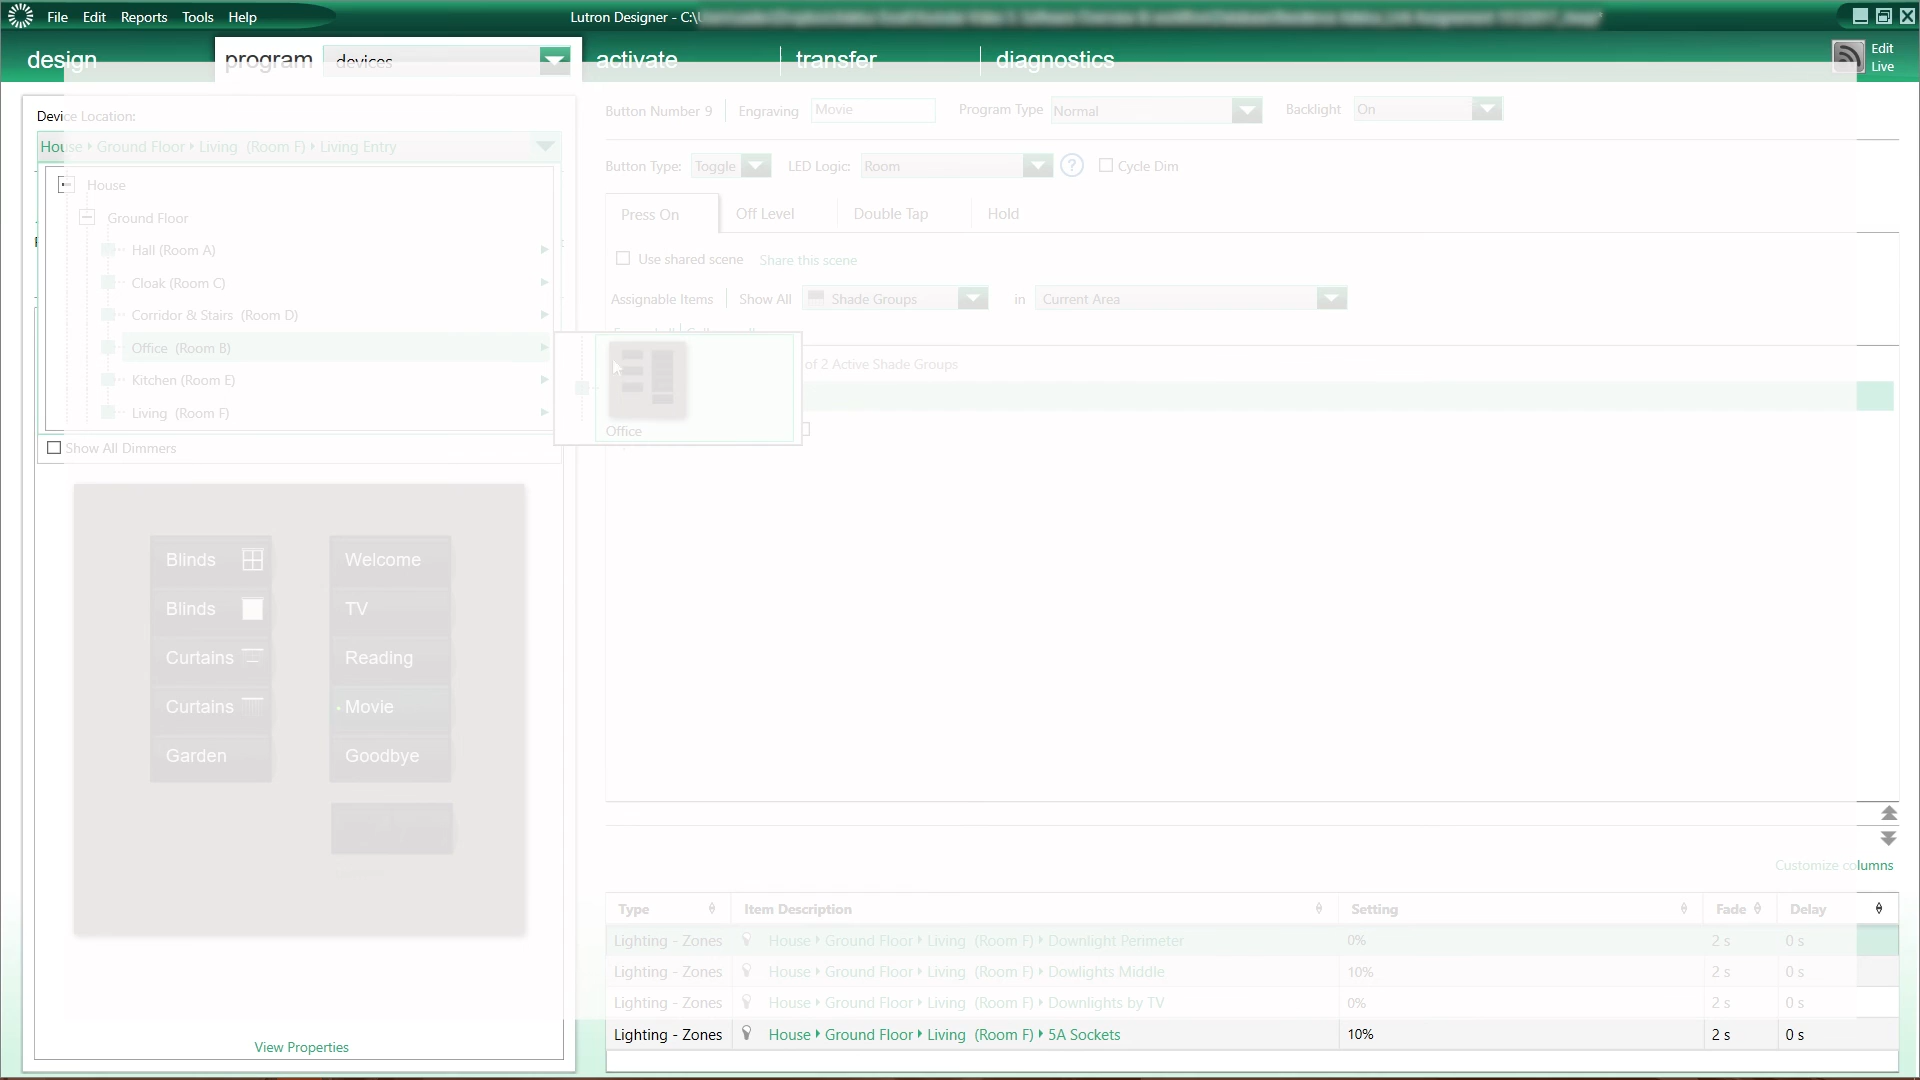 File Edit Reports Tools Help
Lutron Designer - C:\
design
program
devices
activate
transfer
diagnostics
Edit
Live
Device Location:
House Ground Floor Living (Room F) Living Entry
House
Ground Floor
Hall (Room A)
Cloak (Room C)
Corridor & Stairs (Room D)
Office (Room B)
Kitchen (Room E)
Living (Room F)
Show All Dimmers
Office
Blinds
Blinds
Curtains
Curtains
Garden
Welcome
TV
Reading
Movie
Goodbye
View Properties
Button Number 9 Engraving Movie Program Type Normal Backlight On
Button Type: Toggle LED Logic: Room ? Cycle Dim
Press On Off Level Double Tap Hold
Use shared scene Share this scene
Assignable Items Show All Shade Groups in Current Area
of 2 Active Shade Groups
Customize columns
Type Item Description Setting Fade Delay
Lighting - Zones House Ground Floor Living (Room F) Downlight Perimeter 0% 2 s 0 s
Lighting - Zones House Ground Floor Living (Room F) Dowlights Middle 10% 2 s 0 s
Lighting - Zones House Ground Floor Living (Room F) Downlights by TV 0% 2 s 0 s
Lighting - Zones House Ground Floor Living (Room F) 5A Sockets 10% 2 s 0 s